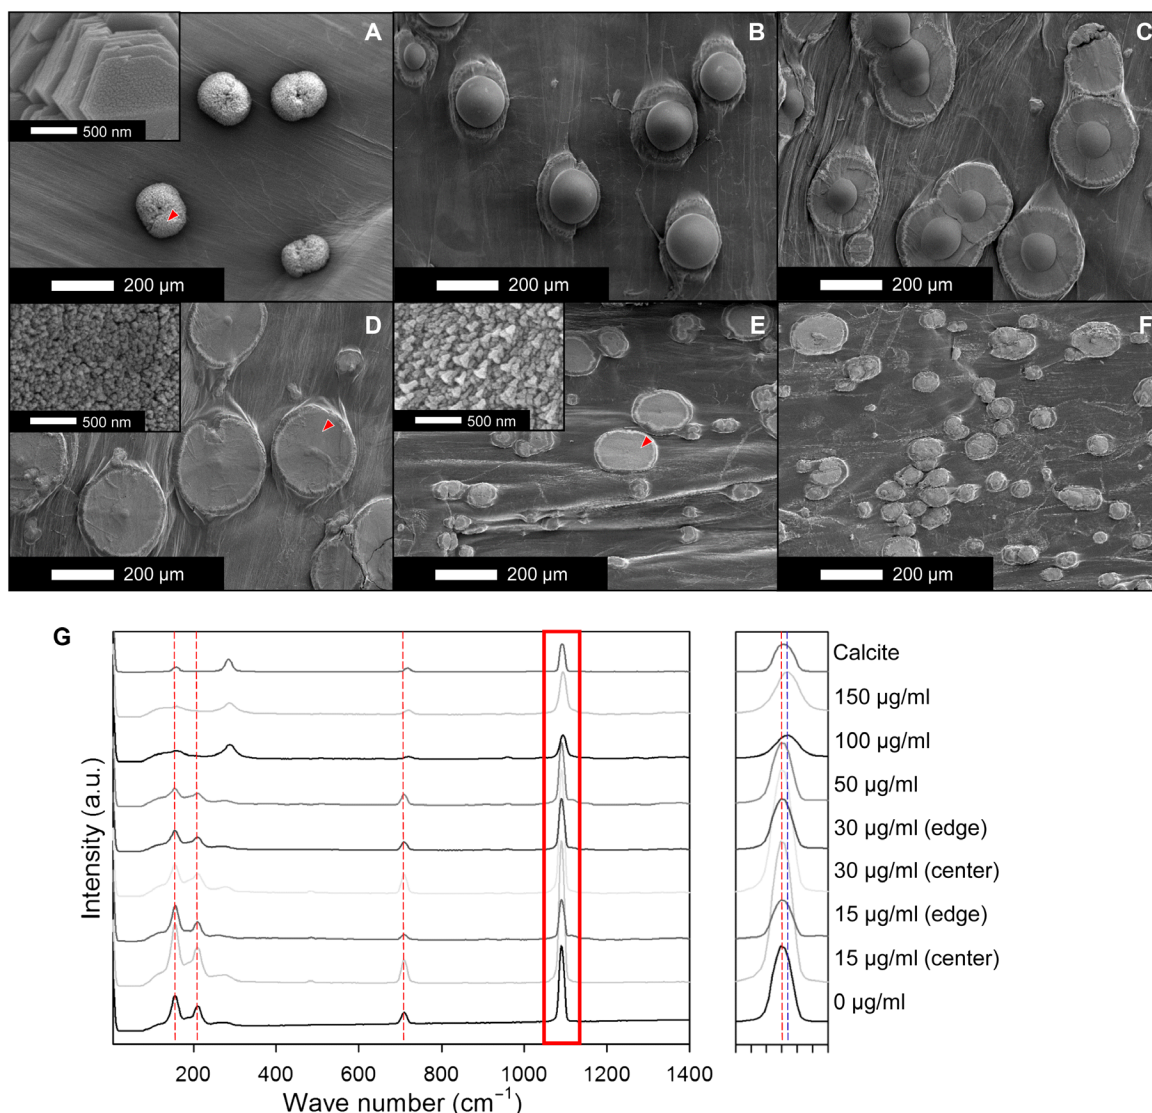 A
500 nm
200 µm
B
200 µm
C
200 µm
D
500 nm
200 µm
E
500 nm
200 µm
F
200 µm
G
Intensity (a.u.)
Calcite
150 µg/ml
100 µg/ml
50 µg/ml
30 µg/ml (edge)
30 µg/ml (center)
15 µg/ml (edge)
15 µg/ml (center)
0 µg/ml
200 400 600 800 1000 1200 1400
Wave number (cm⁻¹)